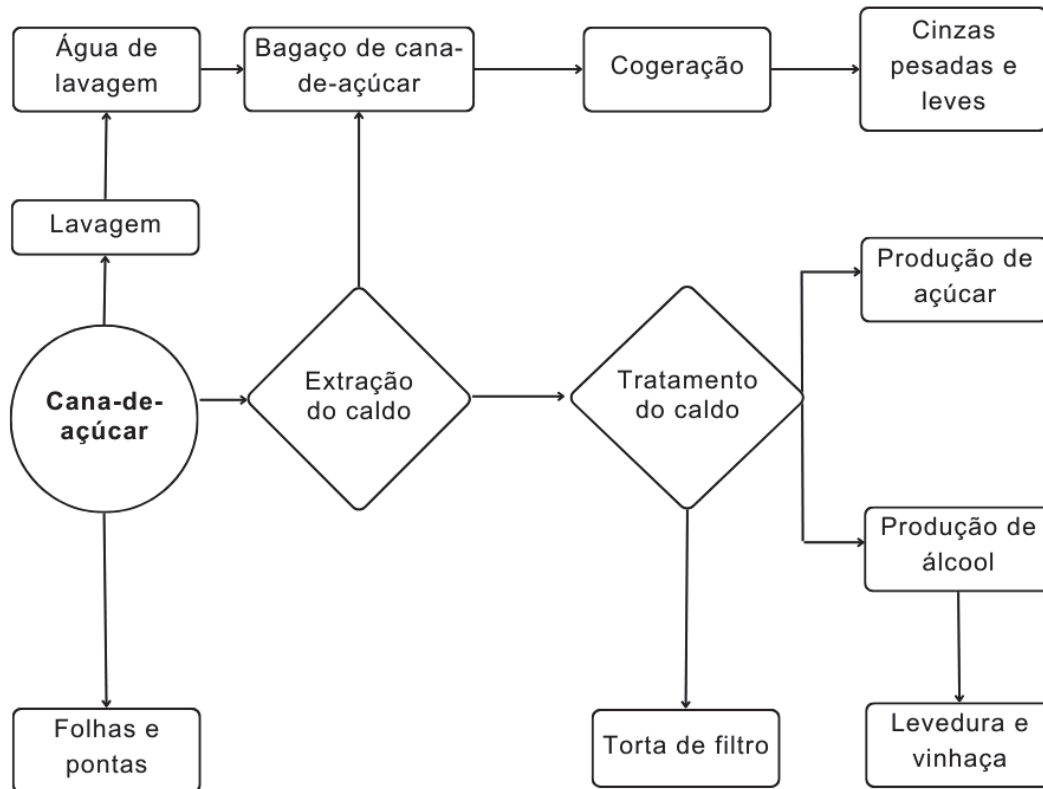 Água de
lavagem
Bagaço de cana-
de-açúcar
Cogeração
Cinzas
pesadas e
leves
Lavagem
Produção de
açúcar
Cana-de-
açúcar
Extração
do caldo
Tratamento
do caldo
Produção de
álcool
Folhas e
pontas
Torta de filtro
Levedura e
vinhaça